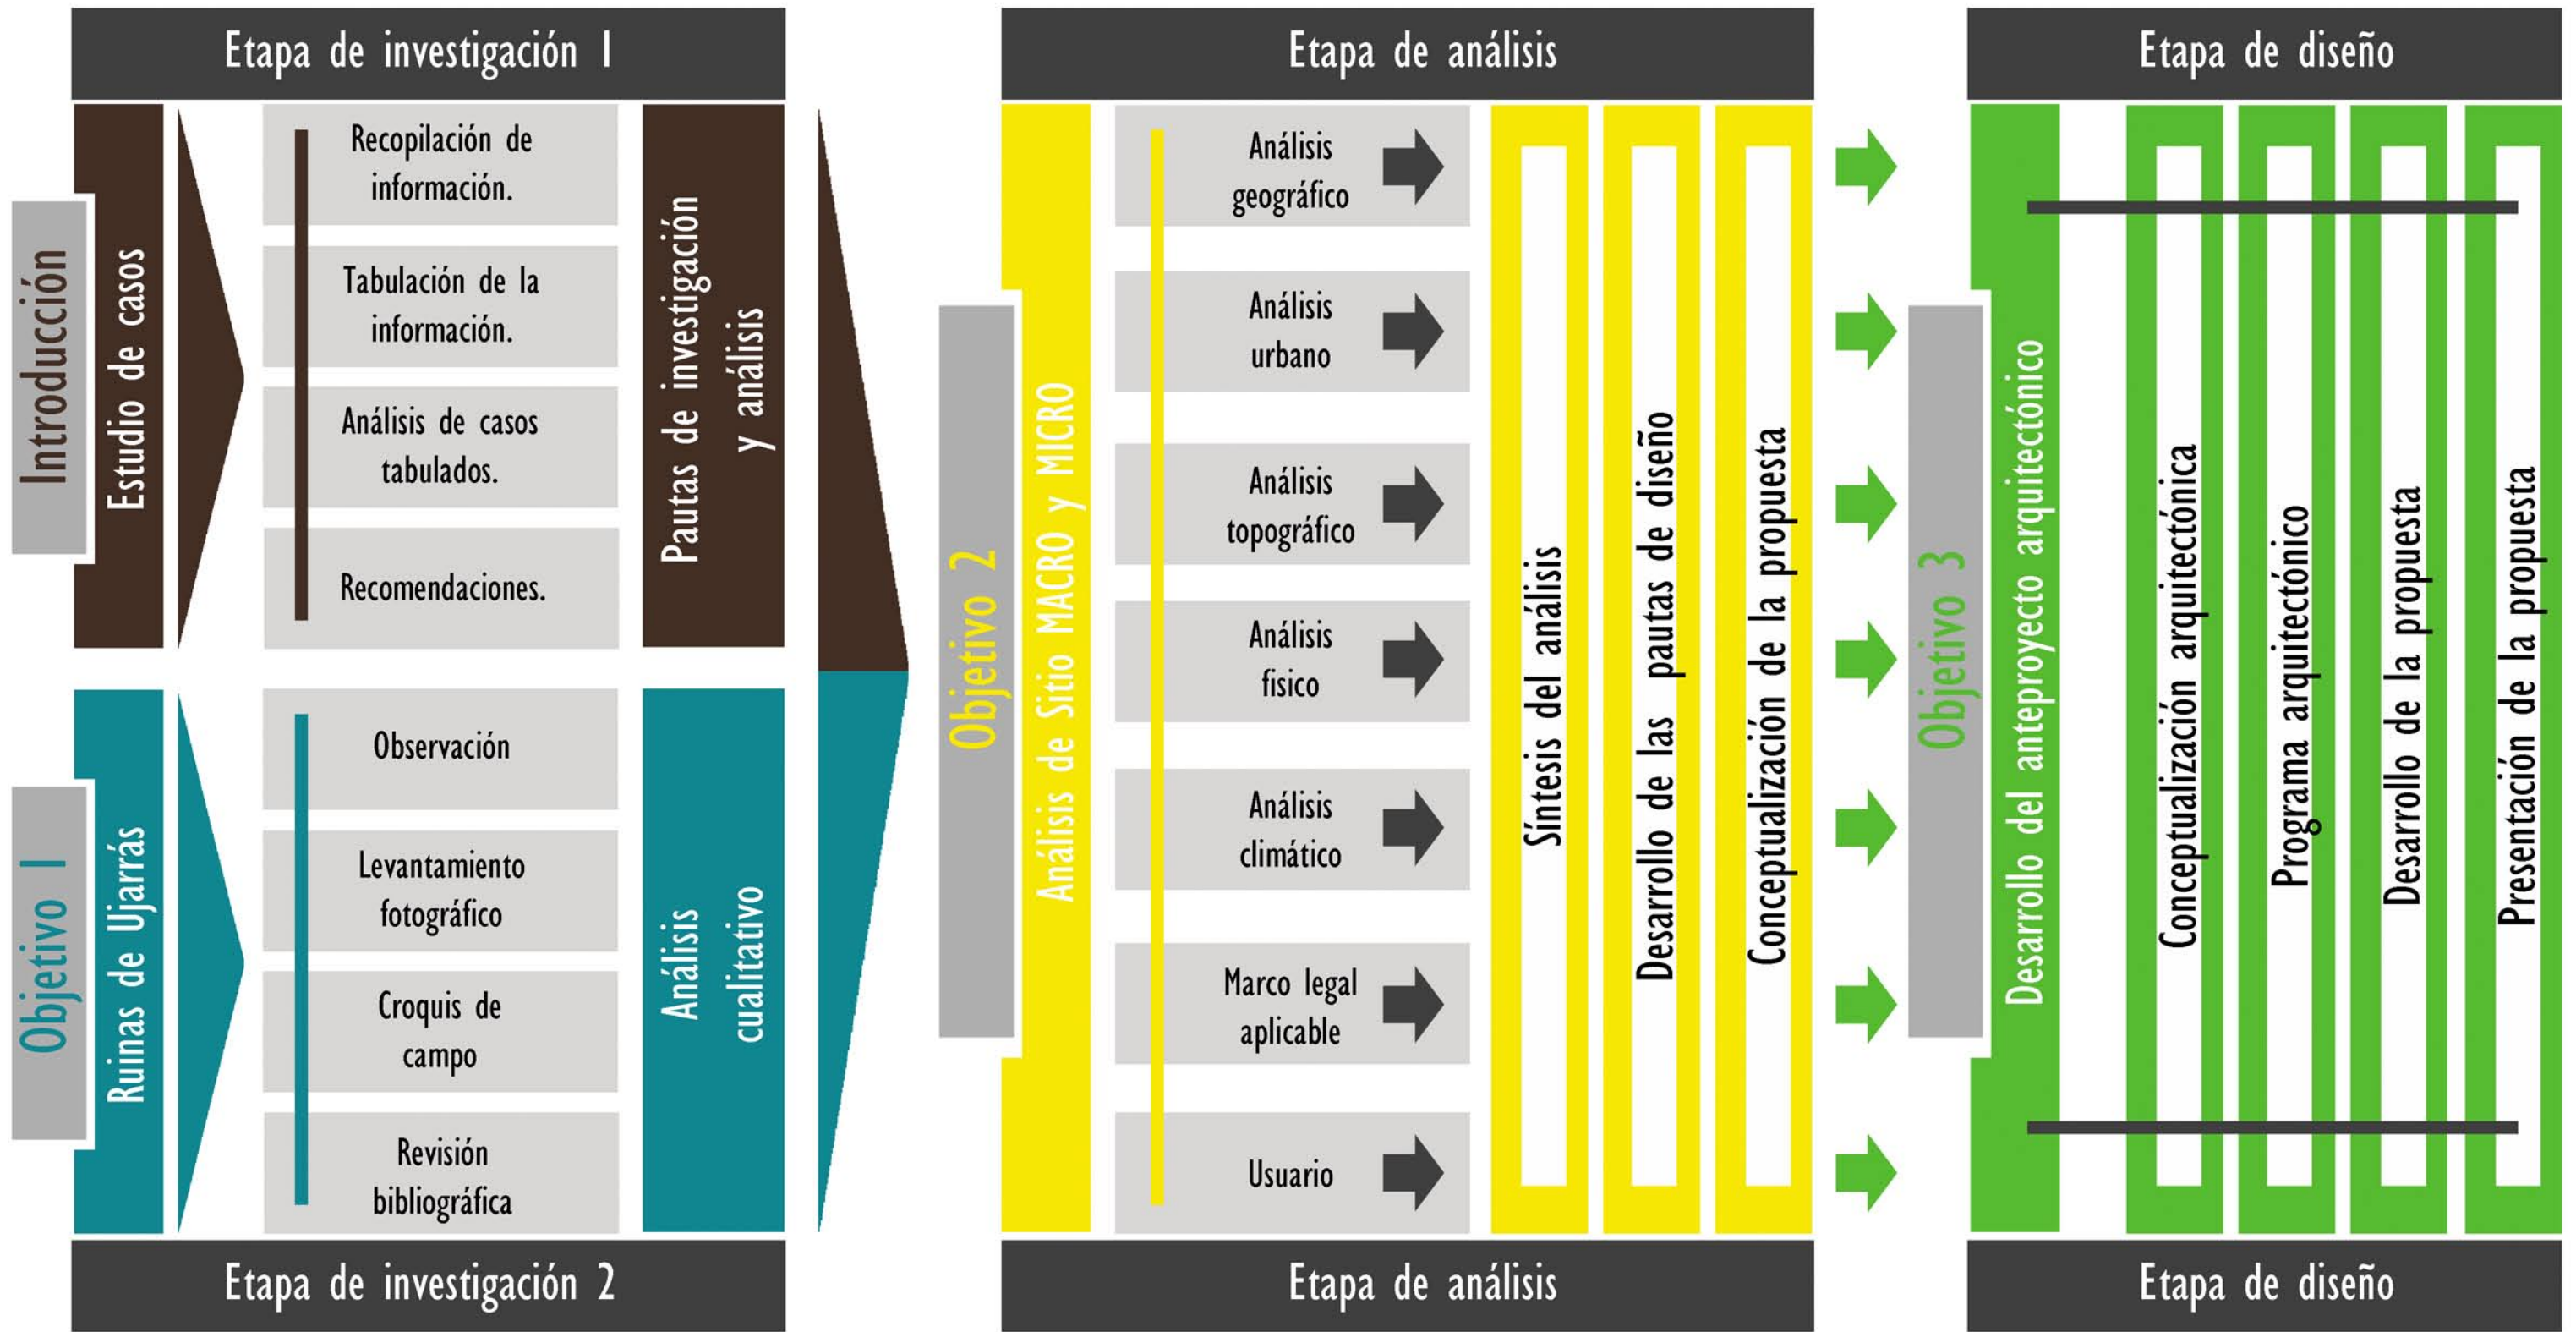 Etapa de investigación 1
Introducción
Estudio de casos
Recopilación de
información.
Tabulación de la
información.
Análisis de casos
tabulados.
Recomendaciones.
Pautas de investigación
y análisis
Objetivo 1
Ruinas de Ujarrás
Observación
Levantamiento
fotográfico
Croquis de
campo
Revisión
bibliográfica
Análisis
cualitativo
Etapa de investigación 2
Etapa de análisis
Objetivo 2
Análisis de Sitio MACRO y MICRO
Análisis
geográfico
Análisis
urbano
Análisis
topográfico
Análisis
fisico
Análisis
climático
Marco legal
aplicable
Usuario
Síntesis del análisis
Desarrollo de las pautas de diseño
Conceptualización de la propuesta
Etapa de análisis
Etapa de diseño
Objetivo 3
Desarrollo del anteproyecto arquitectónico
Conceptualización arquitectónica
Programa arquitectónico
Desarrollo de la propuesta
Presentación de la propuesta
Etapa de diseño